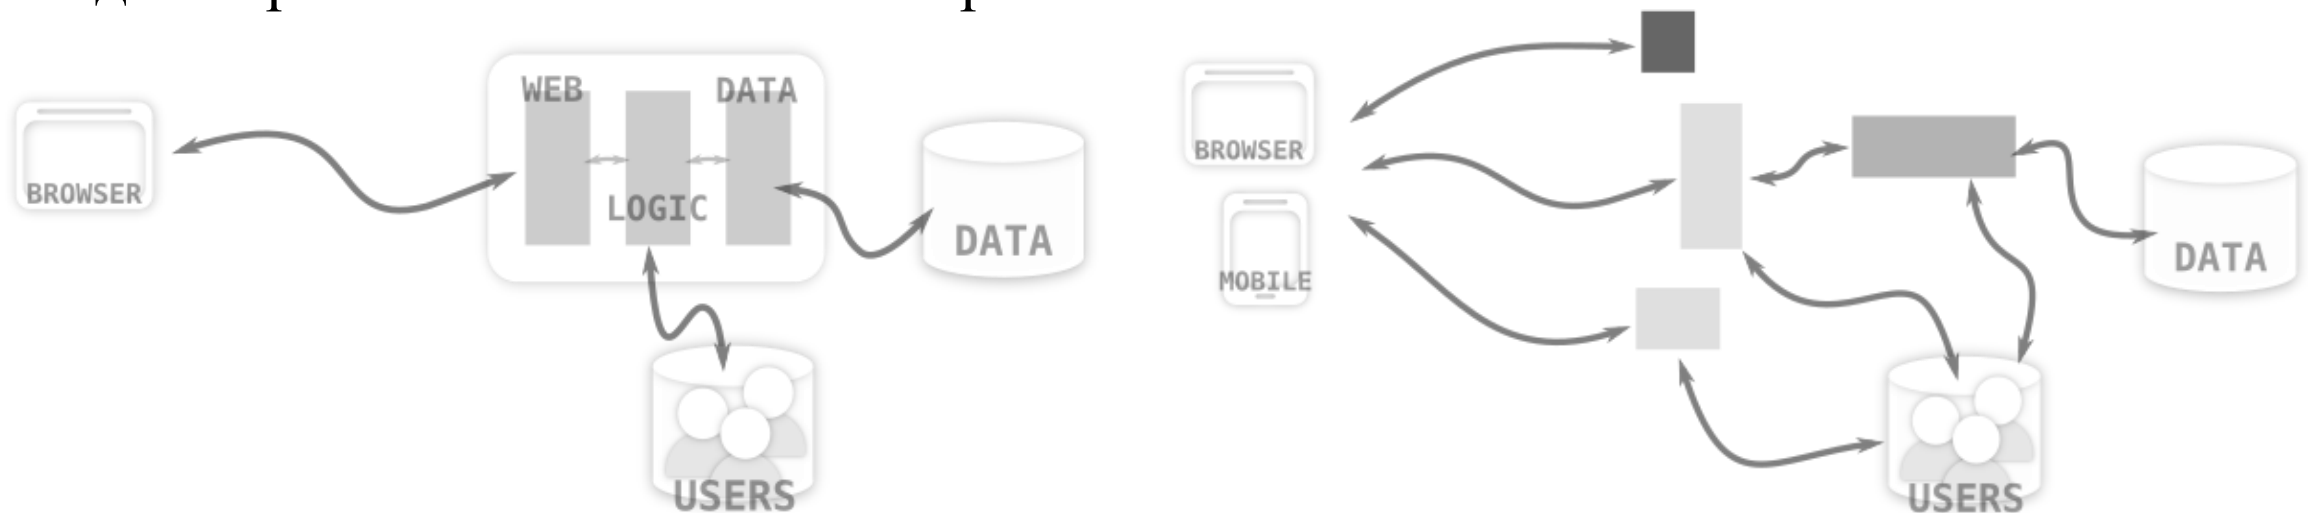 WEB
DATA
BROWSER
LOGIC
DATA
USERS
BROWSER
MOBILE
DATA
USERS